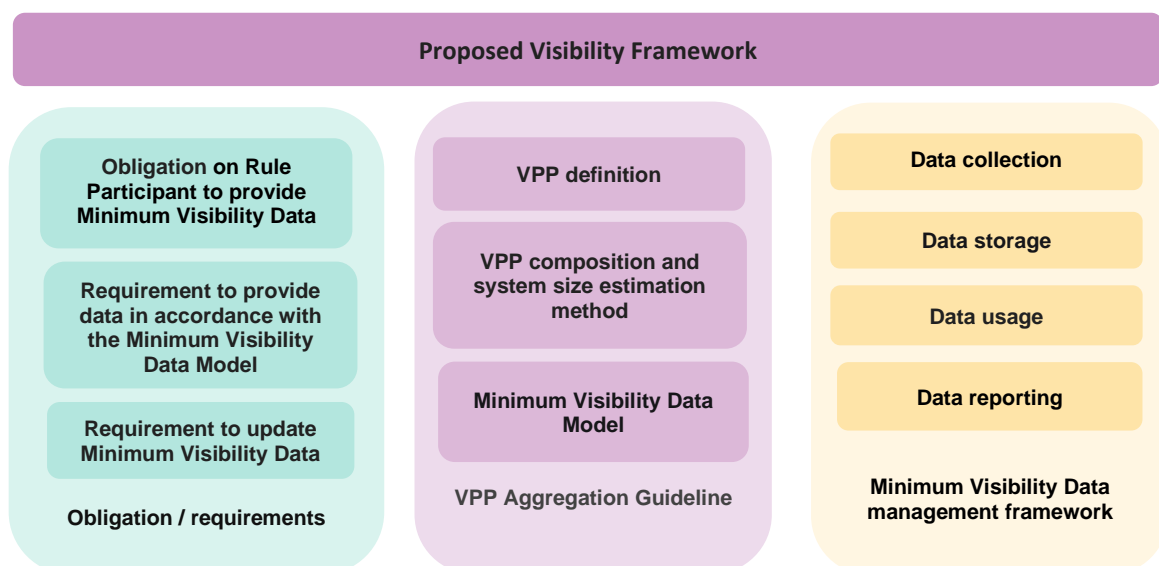 Proposed Visibility Framework
Obligation on Rule
Participant to provide
Minimum Visibility Data
Requirement to provide
data in accordance with
the Minimum Visibility
Data Model
Requirement to update
Minimum Visibility Data
Obligation / requirements
VPP definition
VPP composition and
system size estimation
method
Minimum Visibility Data
Model
VPP Aggregation Guideline
Data collection
Data storage
Data usage
Data reporting
Minimum Visibility Data
management framework